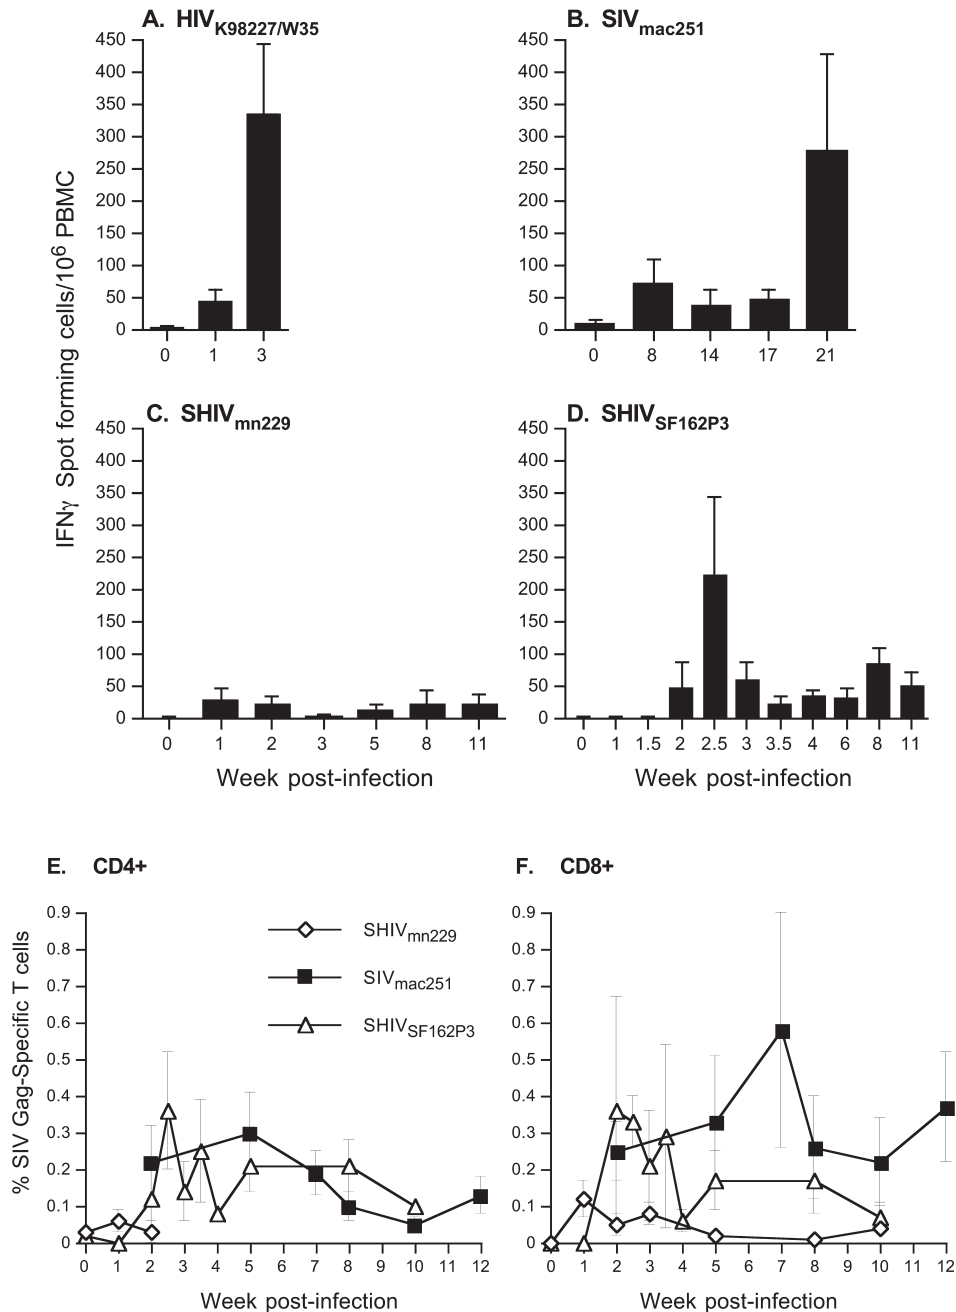 A. HIVK98227/W35
B. SIVmac251
450 400 350 300 250 200 150 100 50 0
0 1 3
450 400 350 300 250 200 150 100 50 0
0 8 14 17 21
IFNγ Spot forming cells/10⁶ PBMC
C. SHIVmn229
D. SHIVSF162P3
450 400 350 300 250 200 150 100 50 0
0 1 2 3 5 8 11
Week post-infection
450 400 350 300 250 200 150 100 50 0
0 1 1.5 2 2.5 3 3.5 4 6 8 11
Week post-infection
E. CD4+
F. CD8+
% SIV Gag-Specific T cells
0.9 0.8 0.7 0.6 0.5 0.4 0.3 0.2 0.1 0
SHIVmn229
SIVmac251
SHIVSF162P3
0 1 2 3 4 5 6 7 8 9 10 11 12
Week post-infection
0.9 0.8 0.7 0.6 0.5 0.4 0.3 0.2 0.1 0
0 1 2 3 4 5 6 7 8 9 10 11 12
Week post-infection